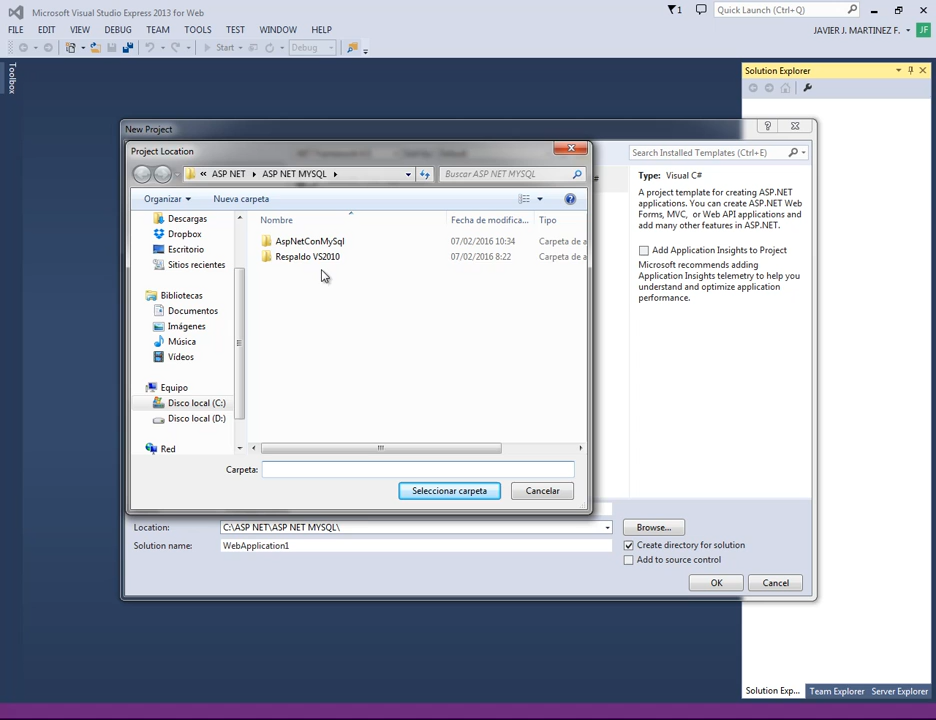 Microsoft Visual Studio Express 2013 for Web
Quick Launch (Ctrl+Q)
1
FILE EDIT VIEW DEBUG TEAM TOOLS TEST WINDOW HELP
JAVIER J. MARTINEZ F. JF
Start Debug
Toolbox
Solution Explorer
New Project
Project Location
Search Installed Templates (Ctrl+E)
ASP NET ASP NET MYSQL
Buscar ASP NET MYSQL
Type: Visual C#
A project template for creating ASP.NET
applications. You can create ASP.NET Web
Forms, MVC, or Web API applications and
add many other features in ASP.NET.
Add Application Insights to Project
Microsoft recommends adding
Application Insights telemetry to help you
understand and optimize application
performance.
Organizar Nueva carpeta
Nombre Fecha de modifica... Tipo
AspNetConMySql 07/02/2016 10:34 Carpeta de a
Respaldo VS2010 07/02/2016 8:22 Carpeta de a
Descargas
Dropbox
Escritorio
Sitios recientes
Bibliotecas
Documentos
Imágenes
Música
Vídeos
Equipo
Disco local (C:)
Disco local (D:)
Red
Carpeta:
Seleccionar carpeta Cancelar
Location: C:\ASP NET\ASP NET MYSQL\ Browse...
Solution name: WebApplication1
Create directory for solution
Add to source control
OK Cancel
Solution Exp... Team Explorer Server Explorer